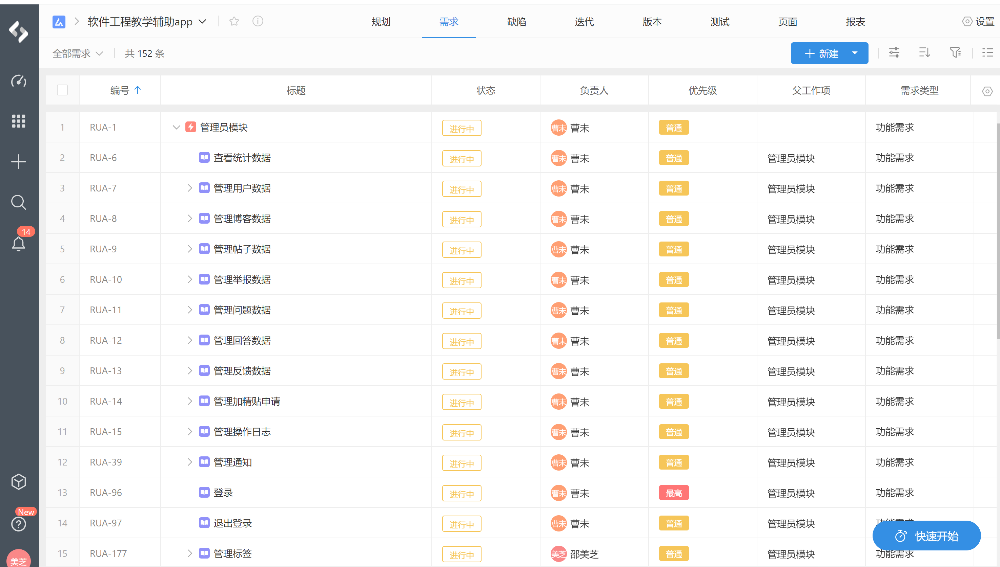 软件工程教学辅助app 规划 需求 缺陷 迭代 版本 测试 页面 报表 设置
全部需求 共 152 条 新建
编号 标题 状态 负责人 优先级 父工作项 需求类型
1 RUA-1 管理员模块 进行中 曹未 曹未 普通 功能需求
2 RUA-6 查看统计数据 进行中 曹未 曹未 普通 管理员模块 功能需求
3 RUA-7 管理用户数据 进行中 曹未 曹未 普通 管理员模块 功能需求
4 RUA-8 管理博客数据 进行中 曹未 曹未 普通 管理员模块 功能需求
5 RUA-9 管理帖子数据 进行中 曹未 曹未 普通 管理员模块 功能需求
14
6 RUA-10 管理举报数据 进行中 曹未 曹未 普通 管理员模块 功能需求
7 RUA-11 管理问题数据 进行中 曹未 曹未 普通 管理员模块 功能需求
8 RUA-12 管理回答数据 进行中 曹未 曹未 普通 管理员模块 功能需求
9 RUA-13 管理反馈数据 进行中 曹未 曹未 普通 管理员模块 功能需求
10 RUA-14 管理加精贴申请 进行中 曹未 曹未 普通 管理员模块 功能需求
11 RUA-15 管理操作日志 进行中 曹未 曹未 普通 管理员模块 功能需求
12 RUA-39 管理通知 进行中 曹未 曹未 普通 管理员模块 功能需求
13 RUA-96 登录 进行中 曹未 曹未 最高 管理员模块 功能需求
New
14 RUA-97 退出登录 进行中 曹未 曹未 普通 管理员模块 功能需求
快速开始
15 RUA-177 管理标签 进行中 美芝 邵美芝 普通 管理员模块 功能需求
美芝